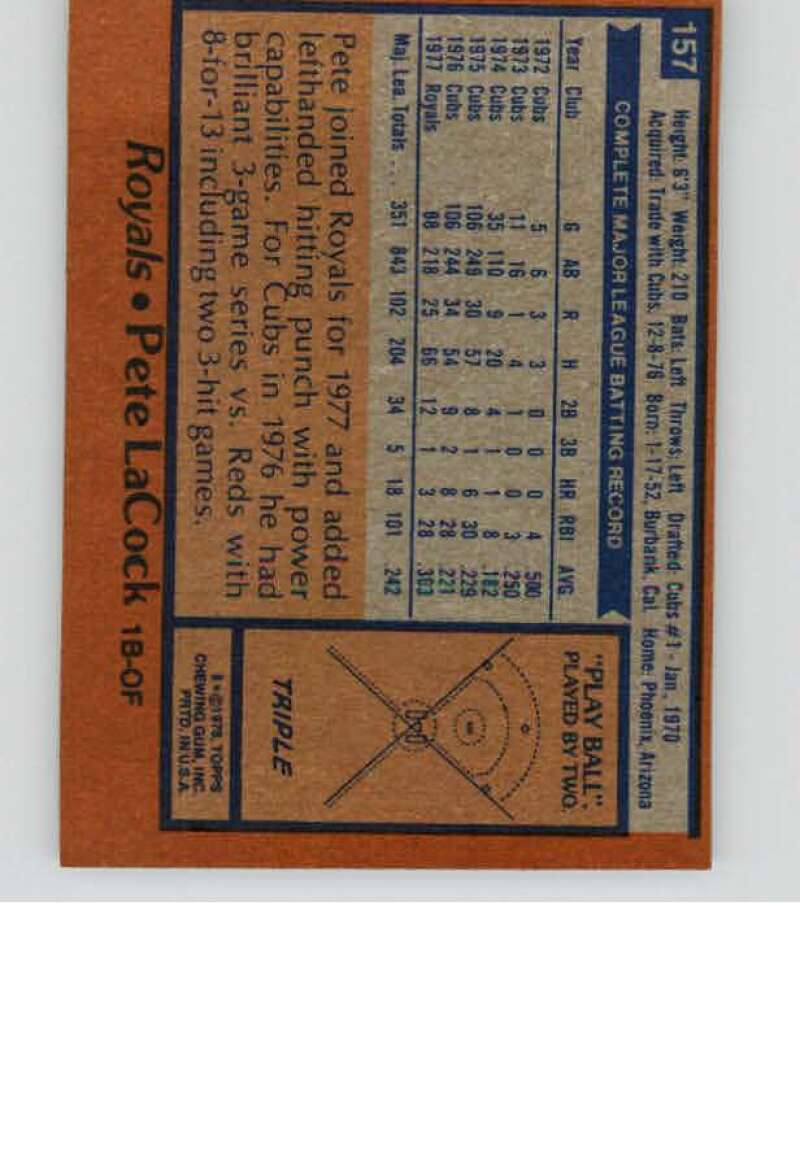 157
Height: 6'3" Weight: 210 Bats: Left Throws: Left Drafted: Cubs #1 - Jan., 1970
Acquired: Trade with Cubs, 12-8-76 Born: 1-17-52, Burbank, Cal. Home: Phoenix, Arizona
COMPLETE MAJOR LEAGUE BATTING RECORD
Year Club G AB R H 2B 3B HR RBI AVG.
1972 Cubs 5 6 3 3 0 0 0 4 .500
1973 Cubs 11 16 1 4 1 0 0 3 .250
1974 Cubs 35 110 9 20 4 1 1 8 .182
1975 Cubs 106 249 30 57 8 1 6 30 .229
1976 Cubs 106 244 34 54 9 2 8 28 .221
1977 Royals 88 218 25 66 12 1 3 28 .303
Maj. Lea. Totals . . . 351 843 102 204 34 5 18 101 .242
Pete joined Royals for 1977 and added
lefthanded hitting punch with power
capabilities. For Cubs in 1976 he had
brilliant 3-game series vs. Reds with
8-for-13 including two 3-hit games.
"PLAY BALL".
PLAYED BY TWO.
TRIPLE
©1978, TOPPS
CHEWING GUM, INC.
PRTD. IN U.S.A.
Royals • Pete LaCock 1B-OF